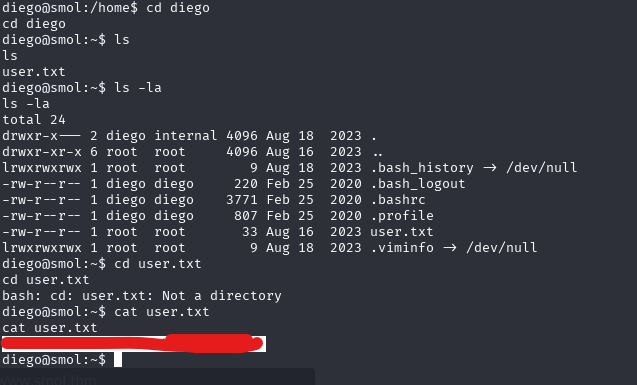 diego@smol:/home$ cd diego
cd diego
diego@smol:~$ ls
ls
user.txt
diego@smol:~$ ls -la
ls -la
total 24
drwxr-x--- 2 diego internal 4096 Aug 18  2023 .
drwxr-xr-x 6 root  root     4096 Aug 16  2023 ..
lrwxrwxrwx 1 root  root        9 Aug 18  2023 .bash_history -> /dev/null
-rw-r--r-- 1 diego diego     220 Feb 25  2020 .bash_logout
-rw-r--r-- 1 diego diego    3771 Feb 25  2020 .bashrc
-rw-r--r-- 1 diego diego     807 Feb 25  2020 .profile
-rw-r--r-- 1 root  root       33 Aug 16  2023 user.txt
lrwxrwxrwx 1 root  root        9 Aug 18  2023 .viminfo -> /dev/null
diego@smol:~$ cd user.txt
cd user.txt
bash: cd: user.txt: Not a directory
diego@smol:~$ cat user.txt
cat user.txt
diego@smol:~$
www.smol.thm